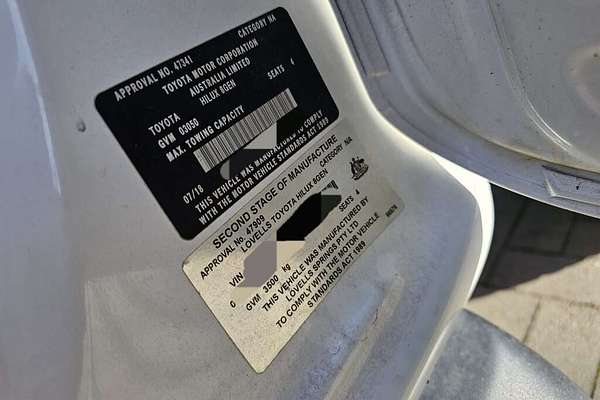 APPROVAL NO. 47341 CATEGORY NA
TOYOTA MOTOR CORPORATION
AUSTRALIA LIMITED
TOYOTA HILUX 8GEN SEATS 4
GVM 03050
MAX. TOWING CAPACITY
07/18
THIS VEHICLE WAS MANUFACTURED TO COMPLY
WITH THE MOTOR VEHICLE STANDARDS ACT 1989
SECOND STAGE OF MANUFACTURE
APPROVAL No. 47909 CATEGORY NA
LOVELLS TOYOTA HILUX 8GEN
VIN
0 GVM 3500 kg SEATS 4
THIS VEHICLE WAS MANUFACTURED BY
LOVELLS SPRINGS PTY LTD
TO COMPLY WITH THE MOTOR VEHICLE
STANDARDS ACT 1989